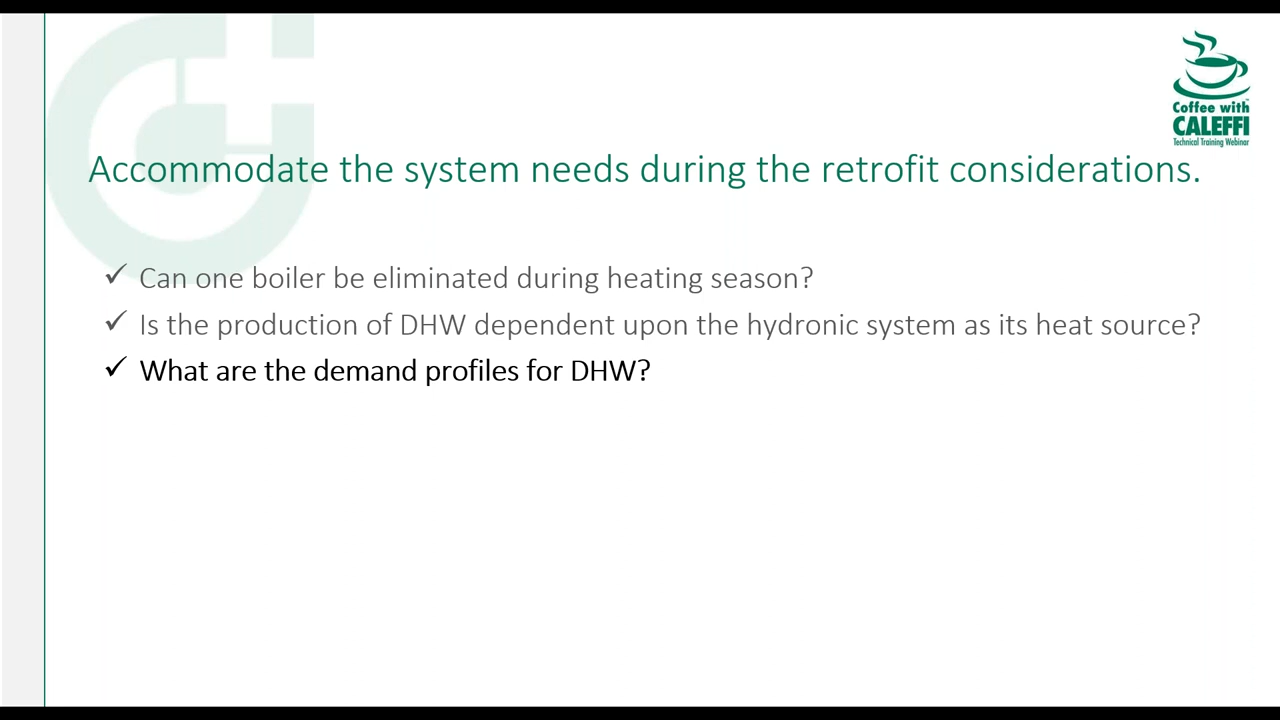 Coffee with
CALEFFI
Technical Training Webinar
Accommodate the system needs during the retrofit considerations.
✓ Can one boiler be eliminated during heating season?
✓ Is the production of DHW dependent upon the hydronic system as its heat source?
✓ What are the demand profiles for DHW?